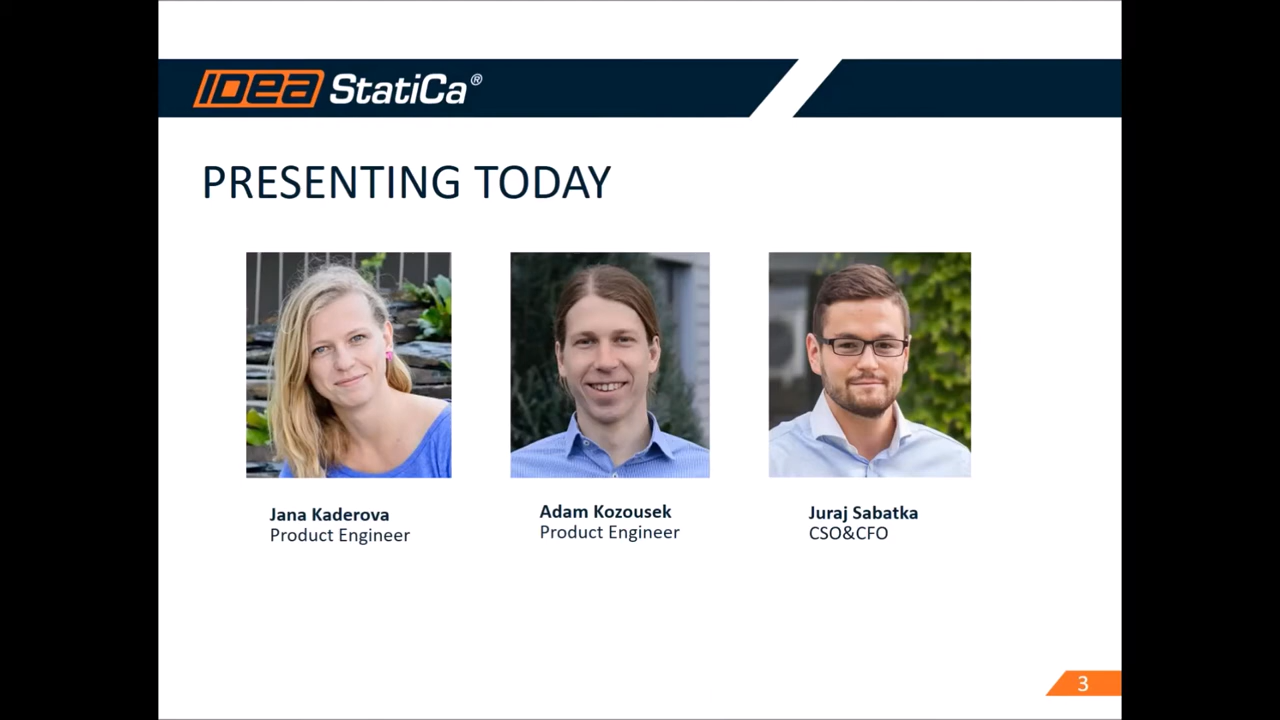 IDEA StatiCa®
PRESENTING TODAY
Jana Kaderova
Product Engineer
Adam Kozousek
Product Engineer
Juraj Sabatka
CSO&CFO
3